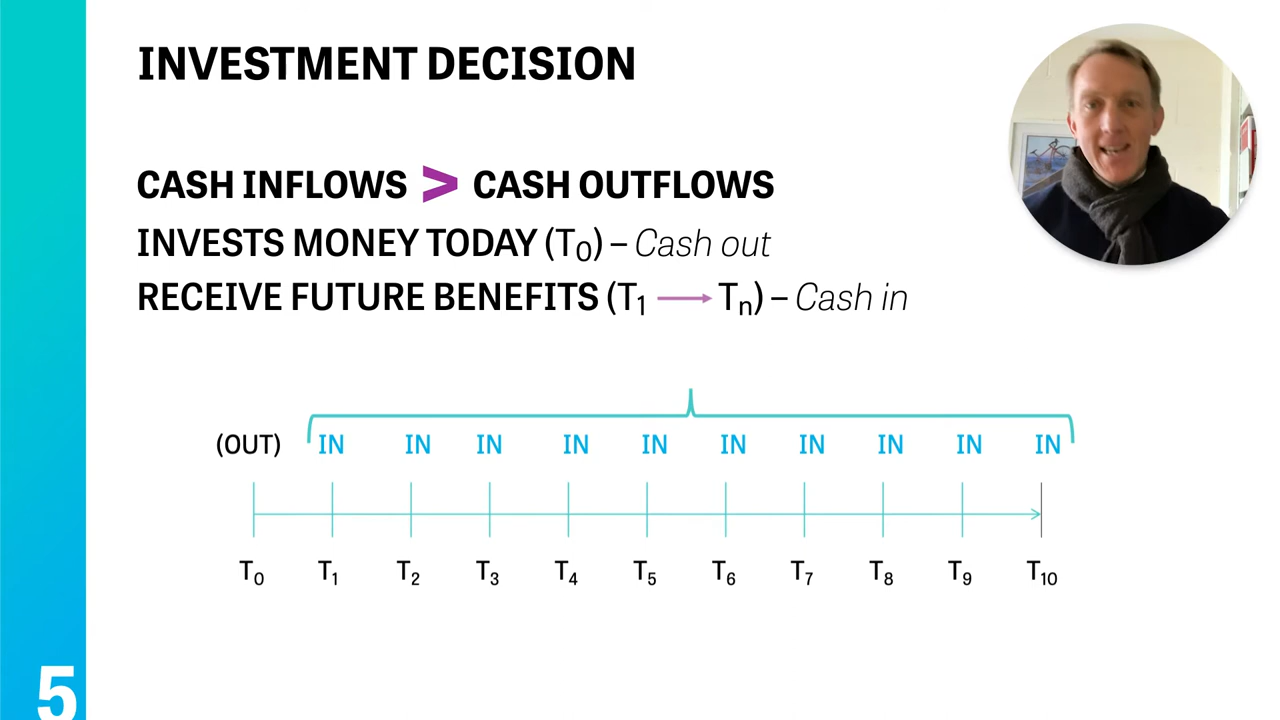 INVESTMENT DECISION
CASH INFLOWS > CASH OUTFLOWS
INVESTS MONEY TODAY (T₀) – Cash out
RECEIVE FUTURE BENEFITS (T₁ → Tₙ) – Cash in
(OUT) IN IN IN IN IN IN IN IN IN IN
T₀ T₁ T₂ T₃ T₄ T₅ T₆ T₇ T₈ T₉ T₁₀
5